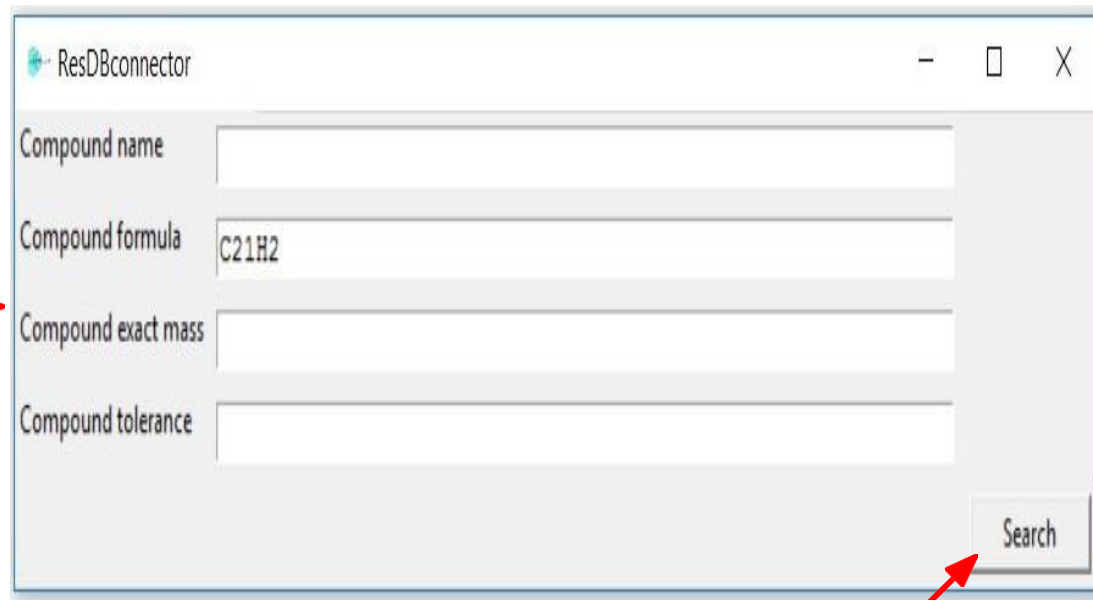 ResDBconnector
Compound name
Compound formula C21H2
Compound exact mass
Compound tolerance
Search